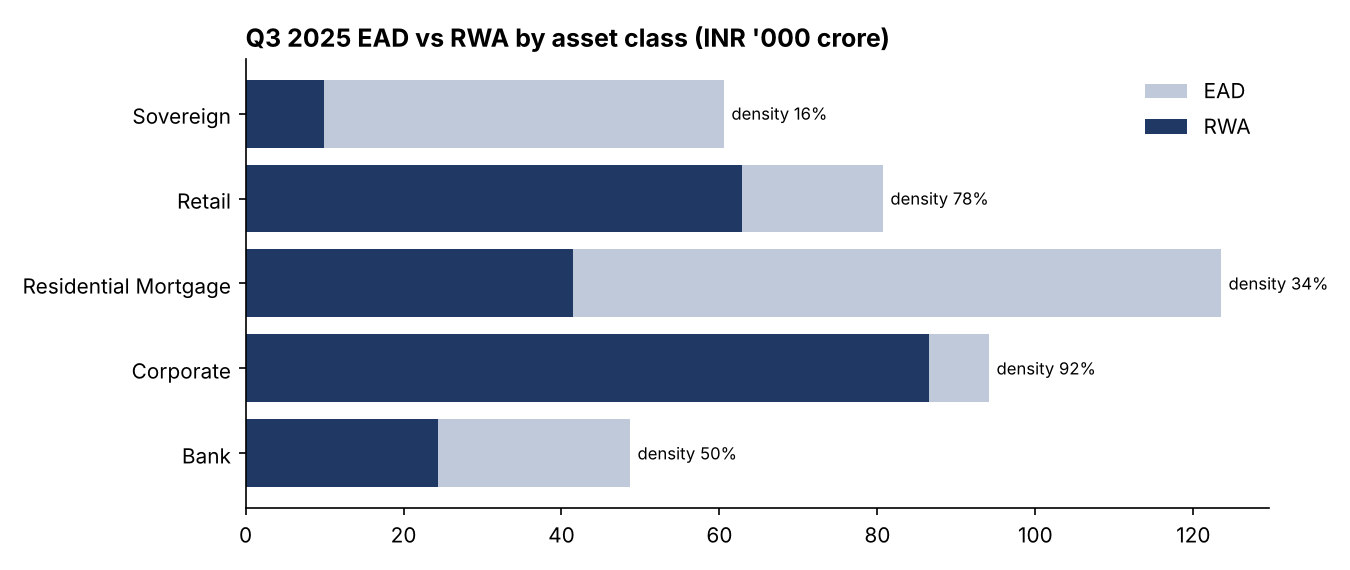 Q3 2025 EAD vs RWA by asset class (INR '000 crore)
EAD
RWA
Sovereign
density 16%
Retail
density 78%
Residential Mortgage
density 34%
Corporate
density 92%
Bank
density 50%
0 20 40 60 80 100 120